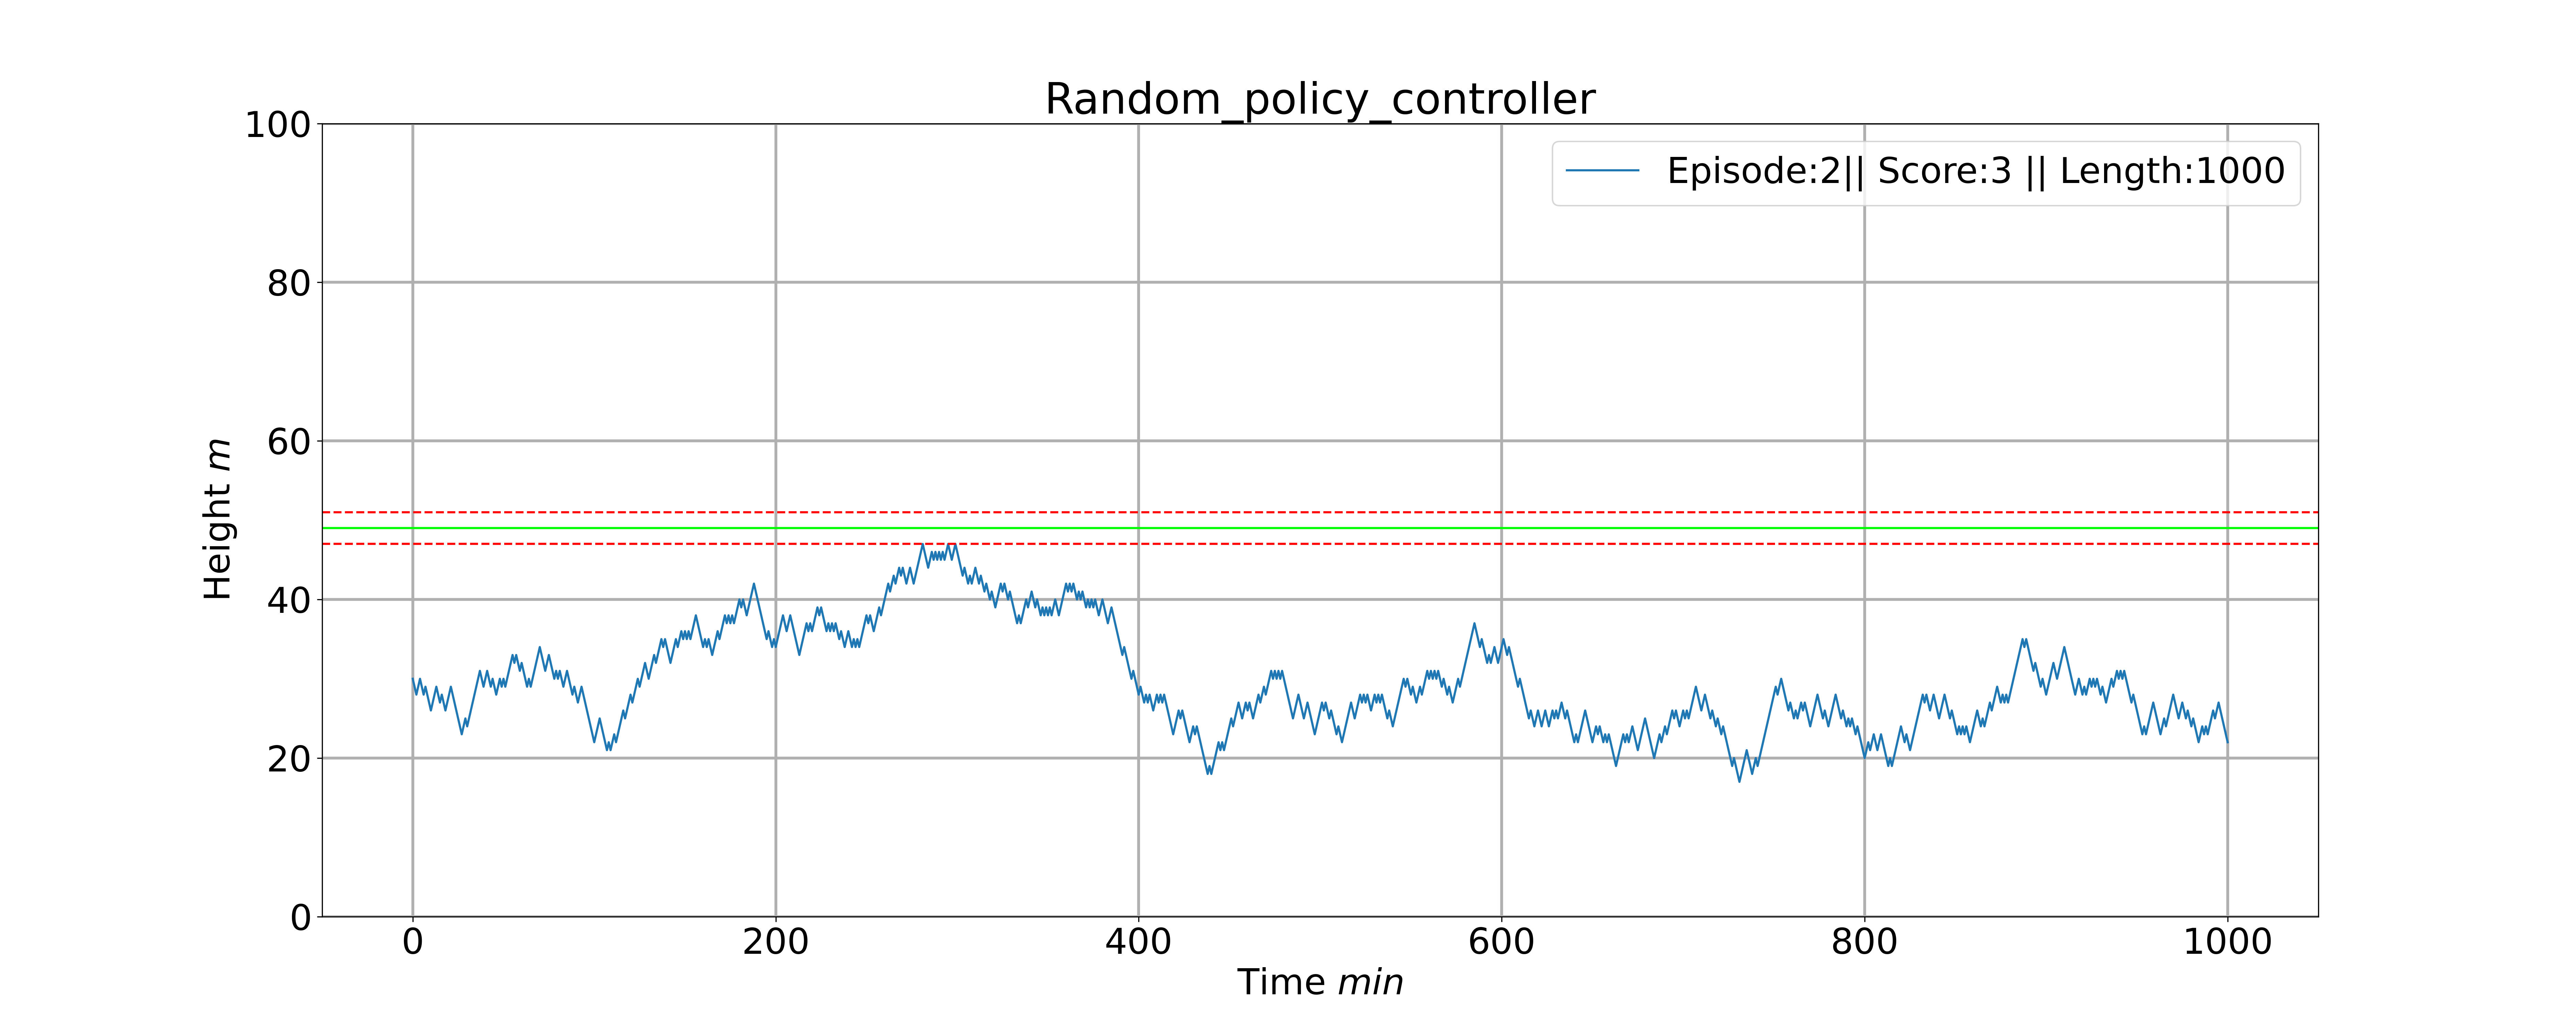 Random_policy_controller
Episode:2|| Score:3 || Length:1000
100
80
60
40
20
0
Height m
0 200 400 600 800 1000
Time min